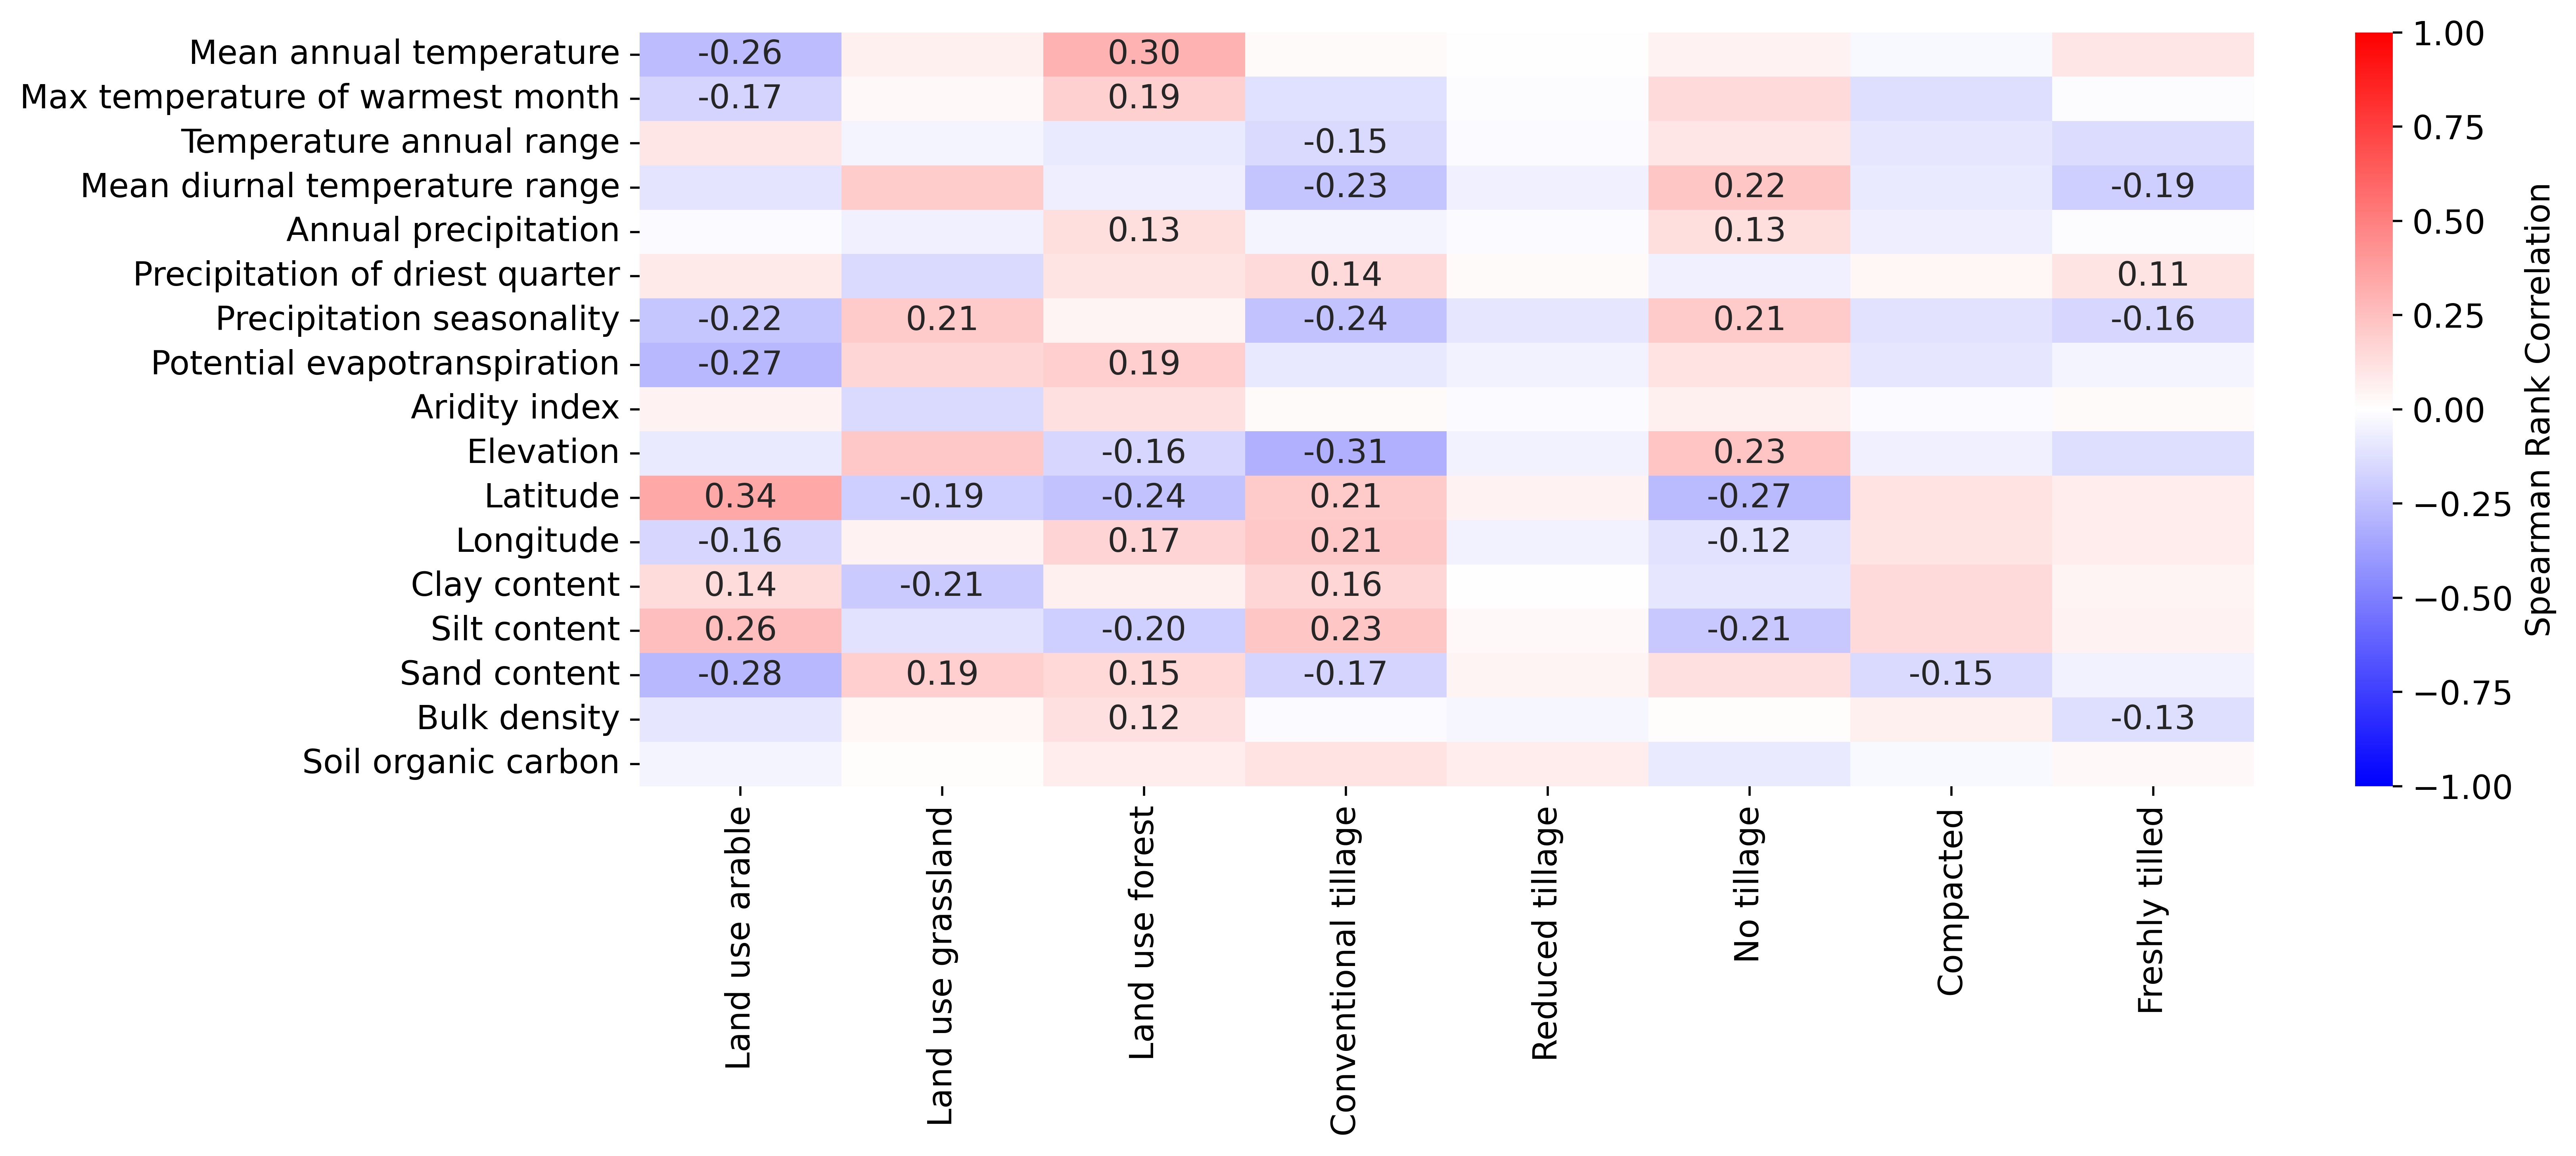 Mean annual temperature -0.26 0.30
Max temperature of warmest month -0.17 0.19
Temperature annual range -0.15
Mean diurnal temperature range -0.23 0.22 -0.19
Annual precipitation 0.13 0.13
Precipitation of driest quarter 0.14 0.11
Precipitation seasonality -0.22 0.21 -0.24 0.21 -0.16
Potential evapotranspiration -0.27 0.19
Aridity index
Elevation -0.16 -0.31 0.23
Latitude 0.34 -0.19 -0.24 0.21 -0.27
Longitude -0.16 0.17 0.21 -0.12
Clay content 0.14 -0.21 0.16
Silt content 0.26 -0.20 0.23 -0.21
Sand content -0.28 0.19 0.15 -0.17 -0.15
Bulk density 0.12 -0.13
Soil organic carbon
Land use arable
Land use grassland
Land use forest
Conventional tillage
Reduced tillage
No tillage
Compacted
Freshly tilled
1.00
0.75
0.50
0.25
0.00
−0.25
−0.50
−0.75
−1.00
Spearman Rank Correlation